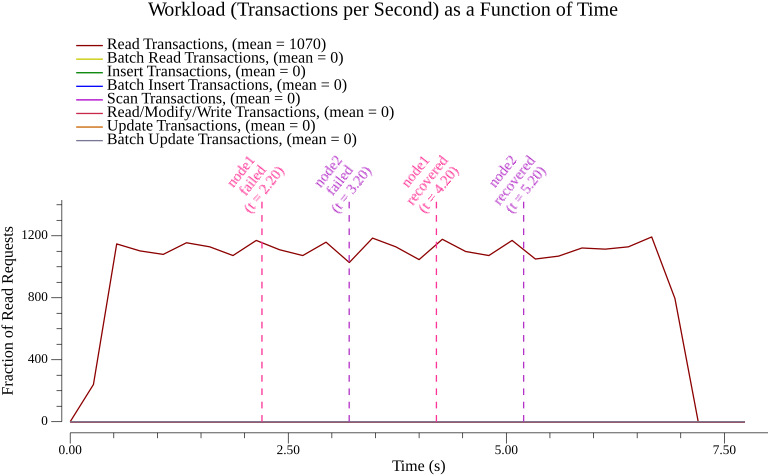 Workload (Transactions per Second) as a Function of Time
Read Transactions, (mean = 1070)
Batch Read Transactions, (mean = 0)
Insert Transactions, (mean = 0)
Batch Insert Transactions, (mean = 0)
Scan Transactions, (mean = 0)
Read/Modify/Write Transactions, (mean = 0)
Update Transactions, (mean = 0)
Batch Update Transactions, (mean = 0)
node1
failed
(t = 2.20)
node2
failed
(t = 3.20)
node1
recovered
(t = 4.20)
node2
recovered
(t = 5.20)
Fraction of Read Requests
1200
800
400
0
0.00
2.50
5.00
7.50
Time (s)